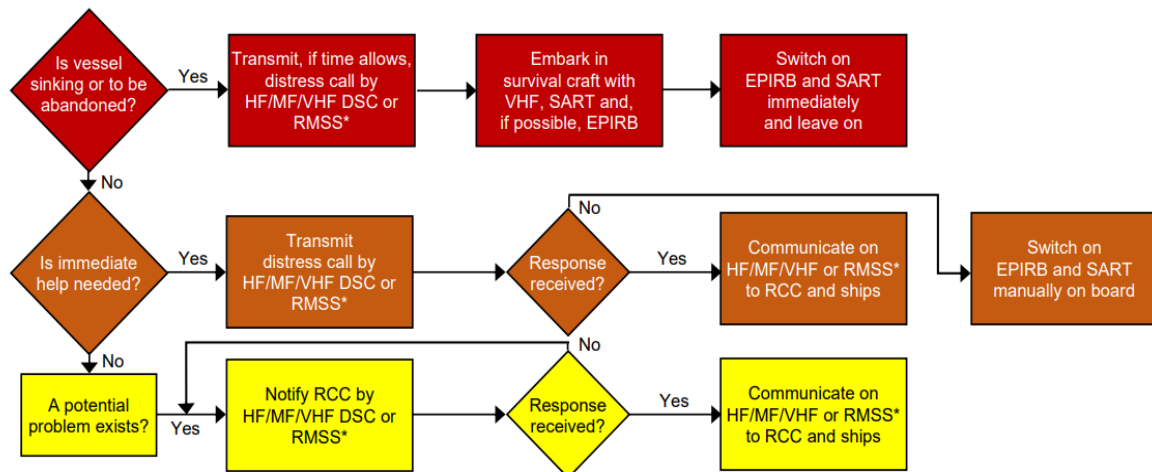 Is vessel
sinking or to be
abandoned?
Yes
Transmit, if time allows,
distress call by
HF/MF/VHF DSC or
RMSS*
Embark in
survival craft with
VHF, SART and,
if possible, EPIRB
Switch on
EPIRB and SART
immediately
and leave on
No
Is immediate
help needed?
Yes
Transmit
distress call by
HF/MF/VHF DSC or
RMSS*
Response
received?
No
Yes
Communicate on
HF/MF/VHF or RMSS*
to RCC and ships
Switch on
EPIRB and SART
manually on board
No
A potential
problem exists?
Yes
Notify RCC by
HF/MF/VHF DSC or
RMSS*
No
Response
received?
Yes
Communicate on
HF/MF/VHF or RMSS*
to RCC and ships